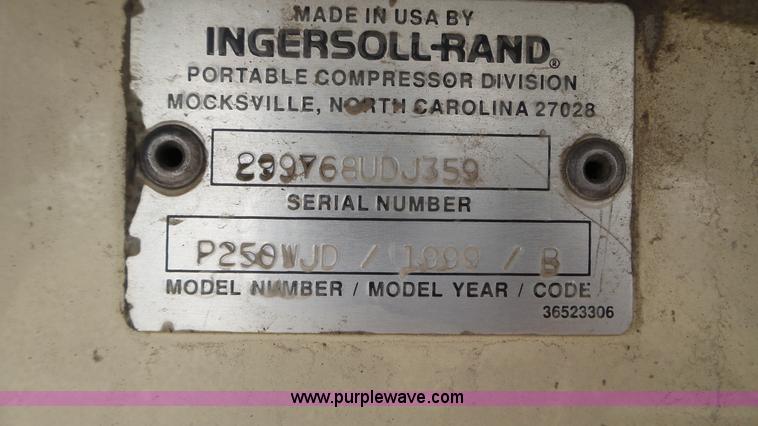 MADE IN USA BY
INGERSOLL-RAND®
PORTABLE COMPRESSOR DIVISION
MOCKSVILLE, NORTH CAROLINA 27028
299768UDJ359
SERIAL NUMBER
P250WJD / 1999 / B
MODEL NUMBER / MODEL YEAR / CODE
36523306
www.purplewave.com